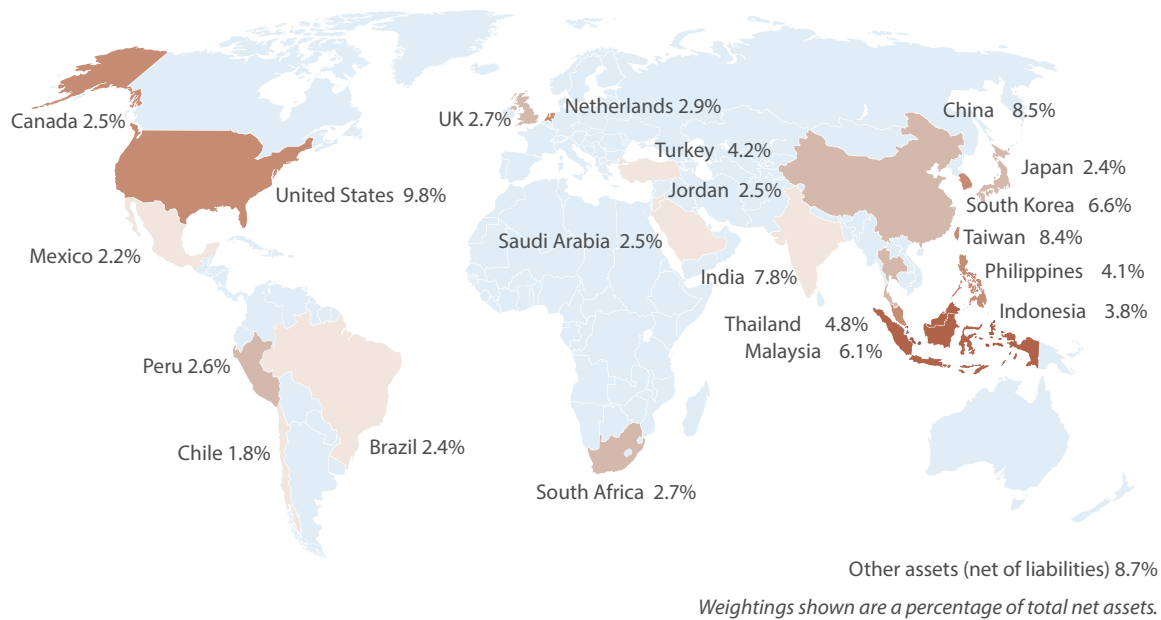 Canada 2.5%
United States 9.8%
Mexico 2.2%
Peru 2.6%
Chile 1.8%
Brazil 2.4%
UK 2.7%
Netherlands 2.9%
Turkey 4.2%
Jordan 2.5%
Saudi Arabia 2.5%
India 7.8%
South Africa 2.7%
China 8.5%
Japan 2.4%
South Korea 6.6%
Taiwan 8.4%
Philippines 4.1%
Indonesia 3.8%
Thailand 4.8%
Malaysia 6.1%
Other assets (net of liabilities) 8.7%
Weightings shown are a percentage of total net assets.